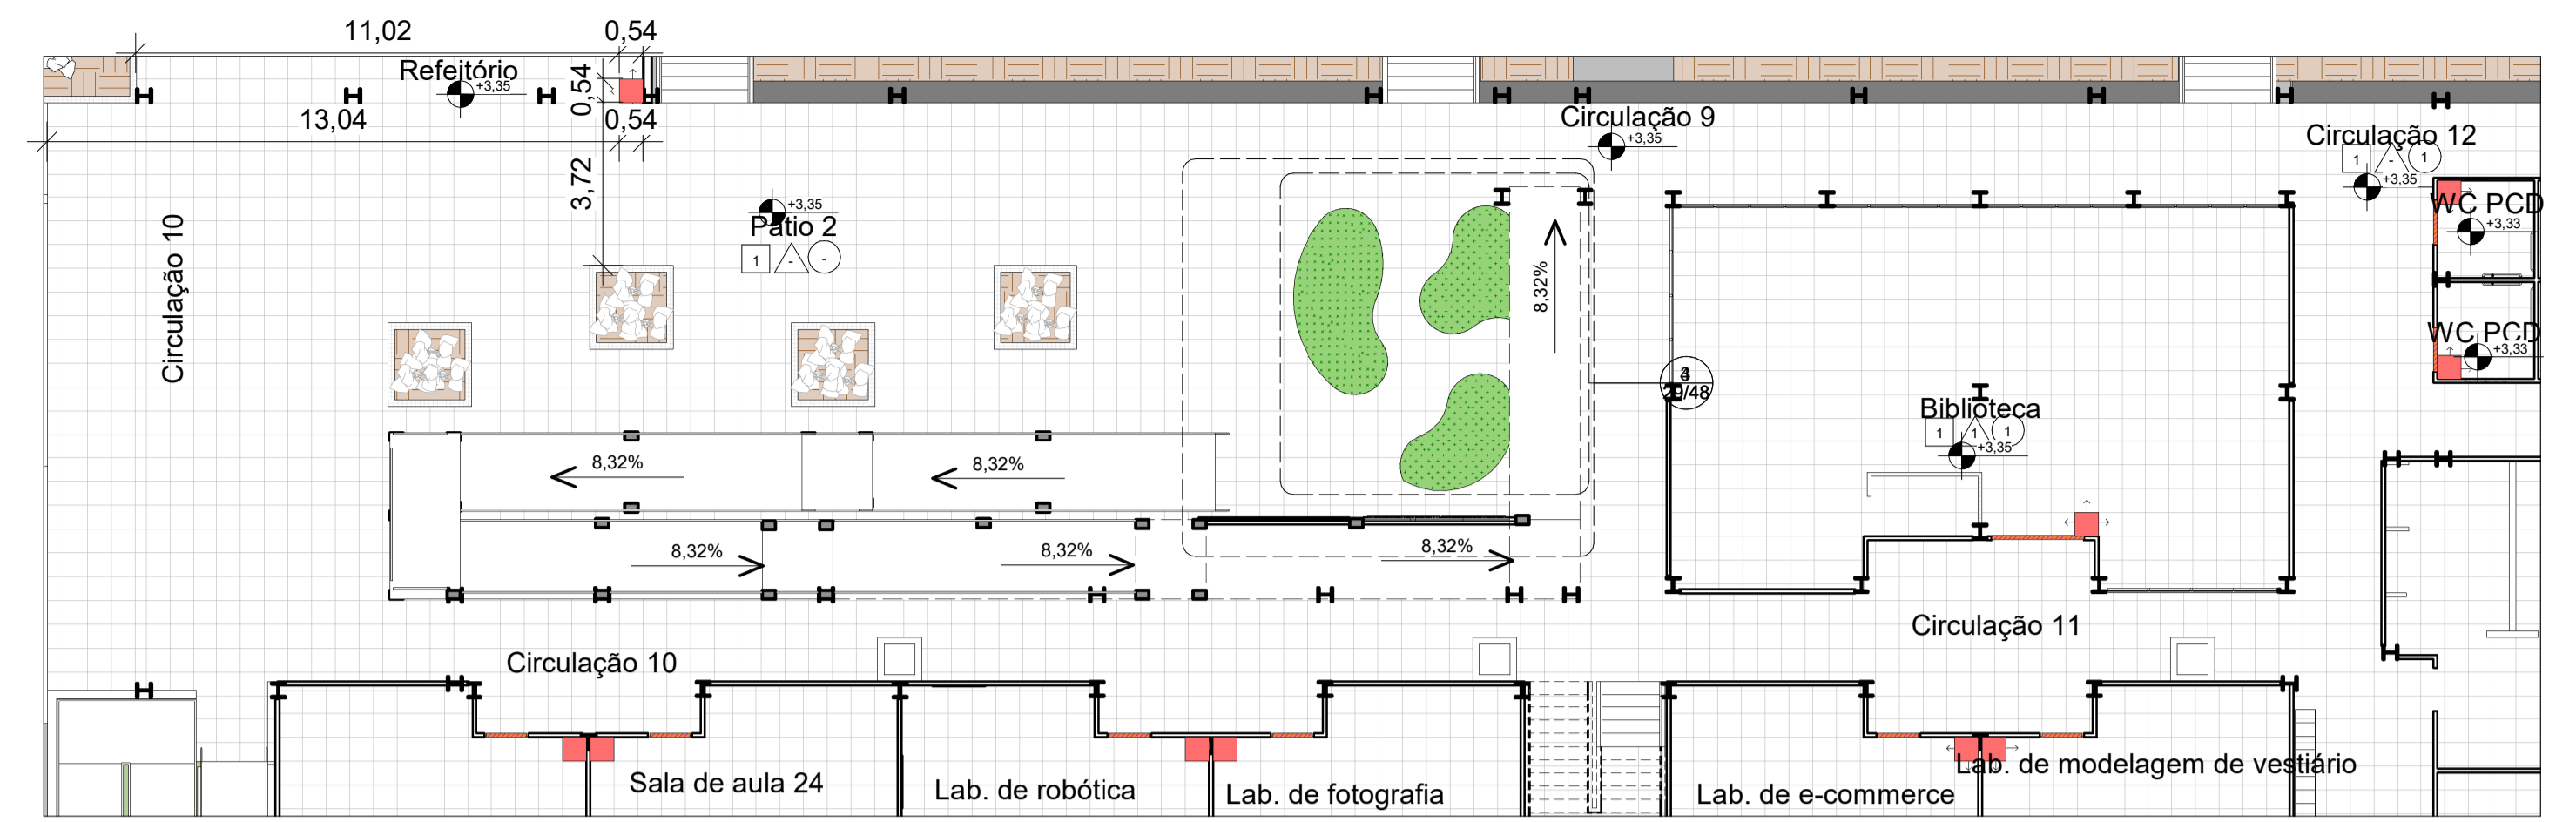 11,02
0,54
Refeitório
+3,35
0,54
13,04
0,54
Circulação 9
+3,35
Circulação 12
1
-
1
+3,35
3,72
WC PCD
+3,33
+3,35
Pátio 2
1
-
-
Circulação 10
8,32%
WC PCD
+3,33
29/48
Biblioteca
1
1
1
+3,35
8,32%
8,32%
8,32%
8,32%
8,32%
Circulação 11
Circulação 10
Sala de aula 24
Lab. de robótica
Lab. de fotografia
Lab. de e-commerce
Lab. de modelagem de vestiário